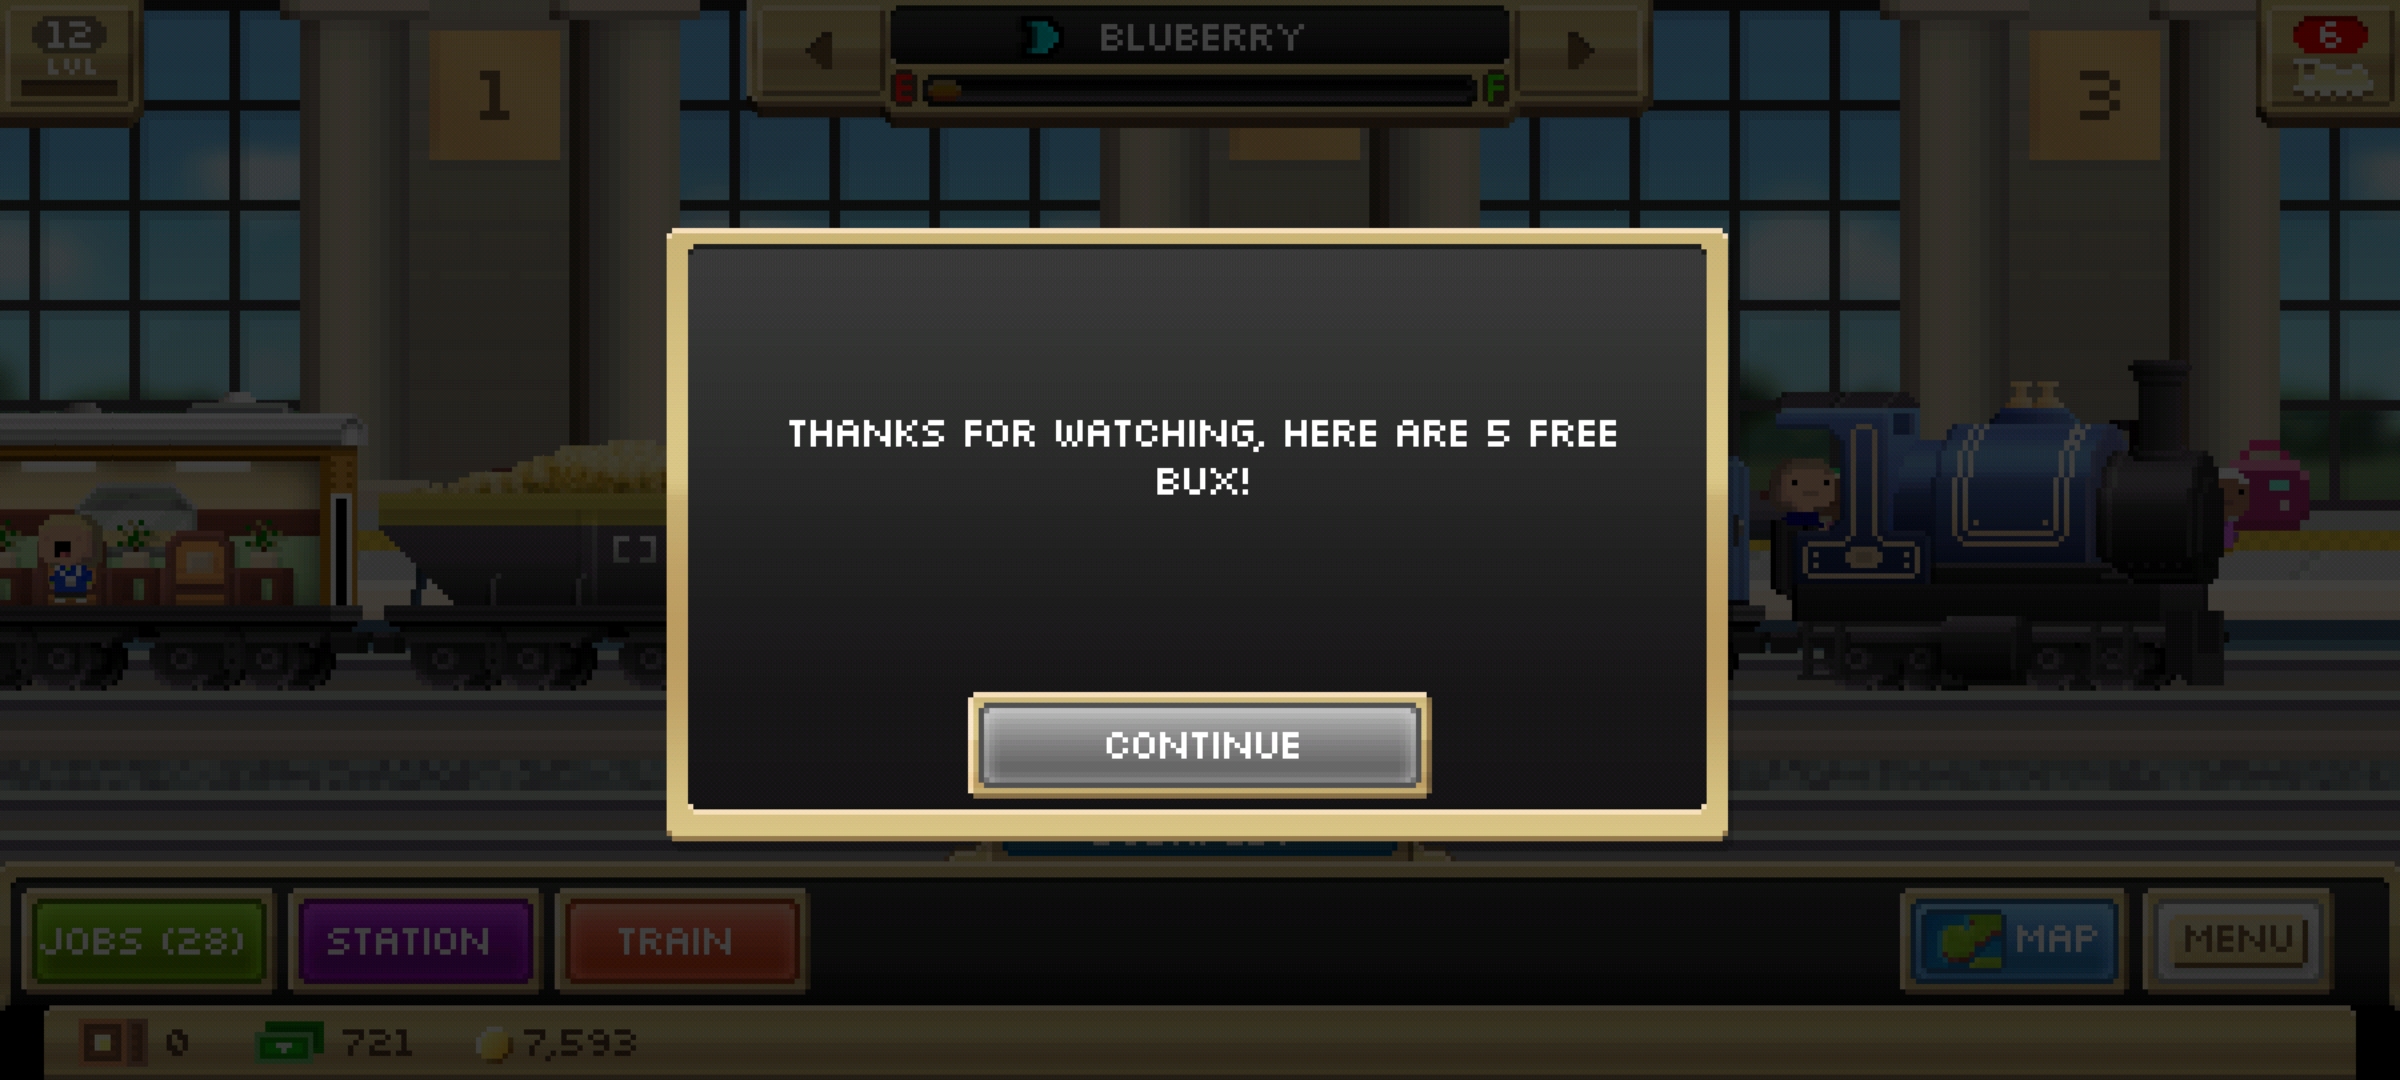 12
LVL
1
BLUBERRY
E
F
3
6
THANKS FOR WATCHING, HERE ARE 5 FREE
BUX!
CONTINUE
JOBS (28)
STATION
TRAIN
MAP
MENU
0
721
7,593